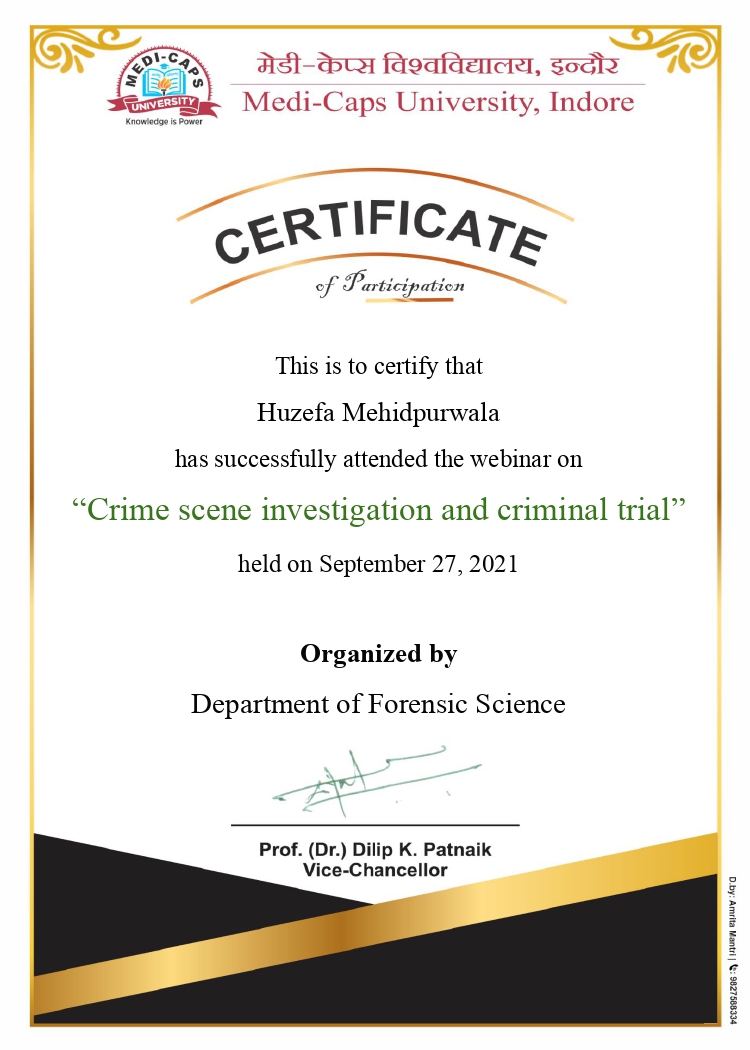 MEDI-CAPS
UNIVERSITY
Knowledge is Power
मेडी-केप्स विश्वविद्यालय, इन्दौर
Medi-Caps University, Indore
CERTIFICATE
of Participation
This is to certify that
Huzefa Mehidpurwala
has successfully attended the webinar on
“Crime scene investigation and criminal trial”
held on September 27, 2021
Organized by
Department of Forensic Science
Prof. (Dr.) Dilip K. Patnaik
Vice-Chancellor
D.by: Amrita Mantri | ✆: 9827588334